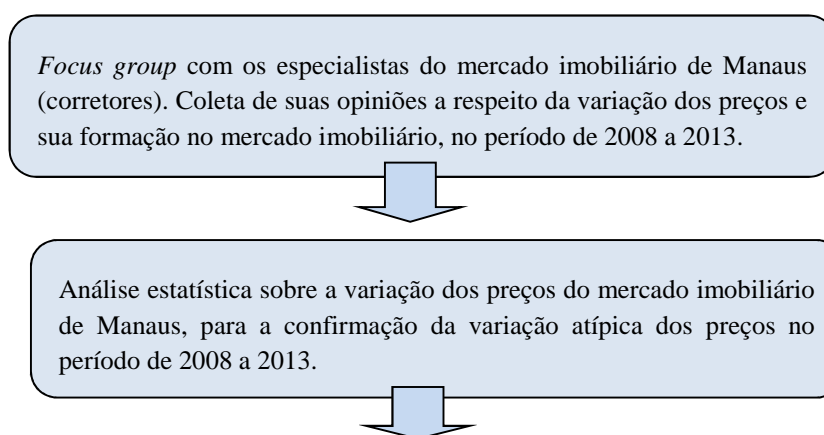 Focus group com os especialistas do mercado imobiliário de Manaus
(corretores). Coleta de suas opiniões a respeito da variação dos preços e
sua formação no mercado imobiliário, no período de 2008 a 2013.
Análise estatística sobre a variação dos preços do mercado imobiliário
de Manaus, para a confirmação da variação atípica dos preços no
período de 2008 a 2013.